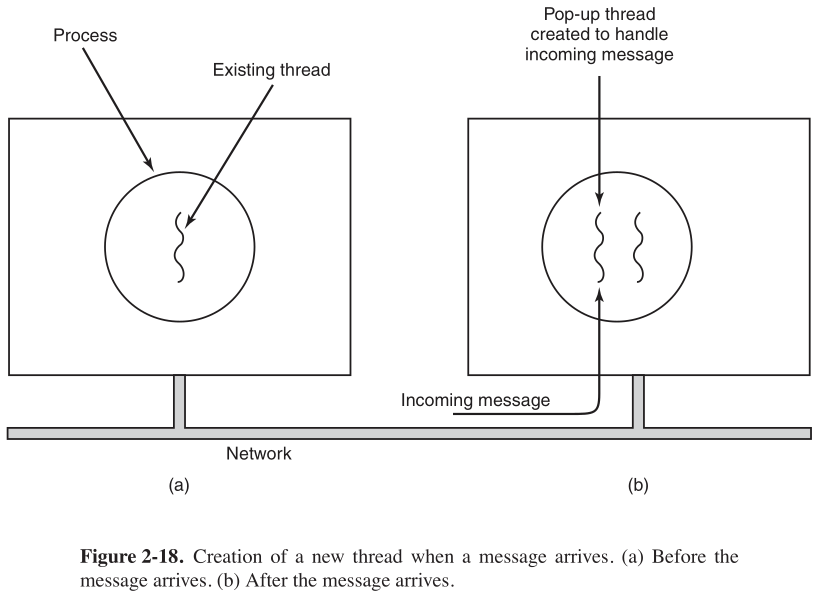 Process
Existing thread
Pop-up thread
created to handle
incoming message
Incoming message
Network
(a)
(b)
Figure 2-18. Creation of a new thread when a message arrives. (a) Before the
message arrives. (b) After the message arrives.